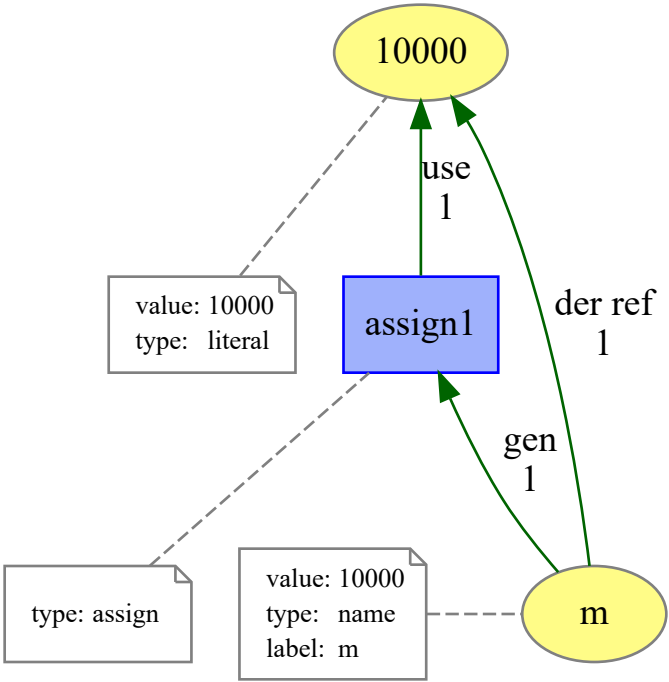 10000
use
1
value: 10000
type: literal
assign1
der ref
1
gen
1
type: assign
value: 10000
type: name
label: m
m